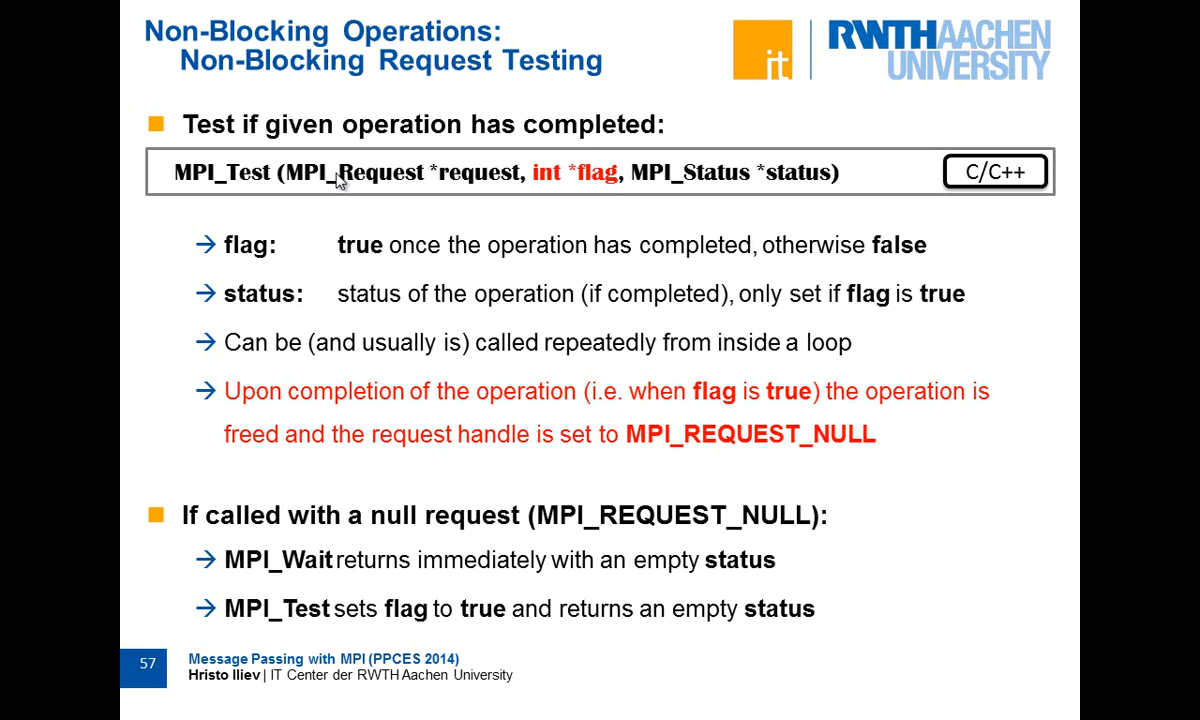 Non-Blocking Operations:
Non-Blocking Request Testing
it
RWTHAACHEN
UNIVERSITY
Test if given operation has completed:
MPI_Test (MPI_Request *request, int *flag, MPI_Status *status)
C/C++
→ flag: true once the operation has completed, otherwise false
→ status: status of the operation (if completed), only set if flag is true
→ Can be (and usually is) called repeatedly from inside a loop
→ Upon completion of the operation (i.e. when flag is true) the operation is
freed and the request handle is set to MPI_REQUEST_NULL
If called with a null request (MPI_REQUEST_NULL):
→ MPI_Wait returns immediately with an empty status
→ MPI_Test sets flag to true and returns an empty status
57
Message Passing with MPI (PPCES 2014)
Hristo Iliev | IT Center der RWTH Aachen University